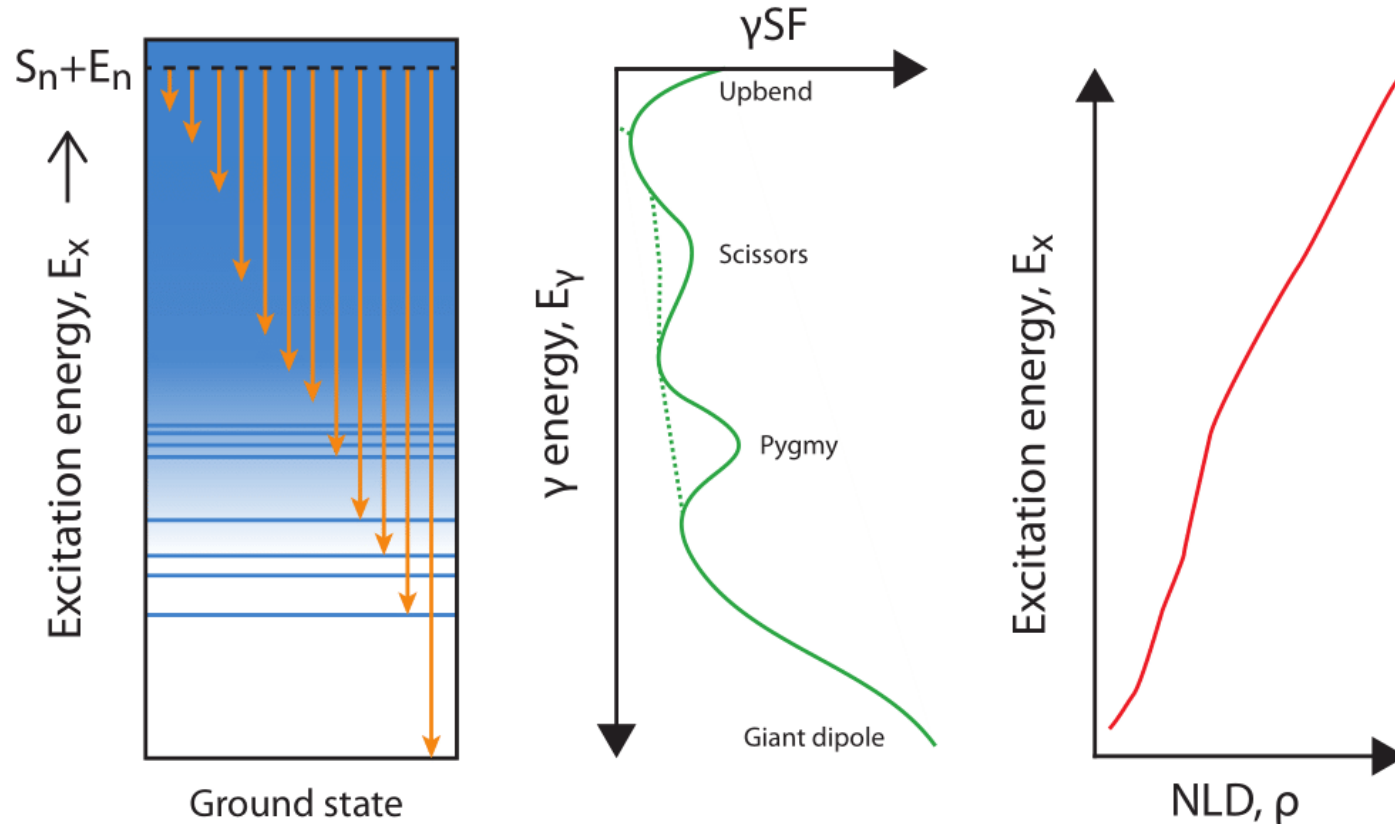 Sn+En
Excitation energy, Ex
Ground state
γSF
Upbend
Scissors
Pygmy
Giant dipole
γ energy, Eγ
Excitation energy, Ex
NLD, ρ